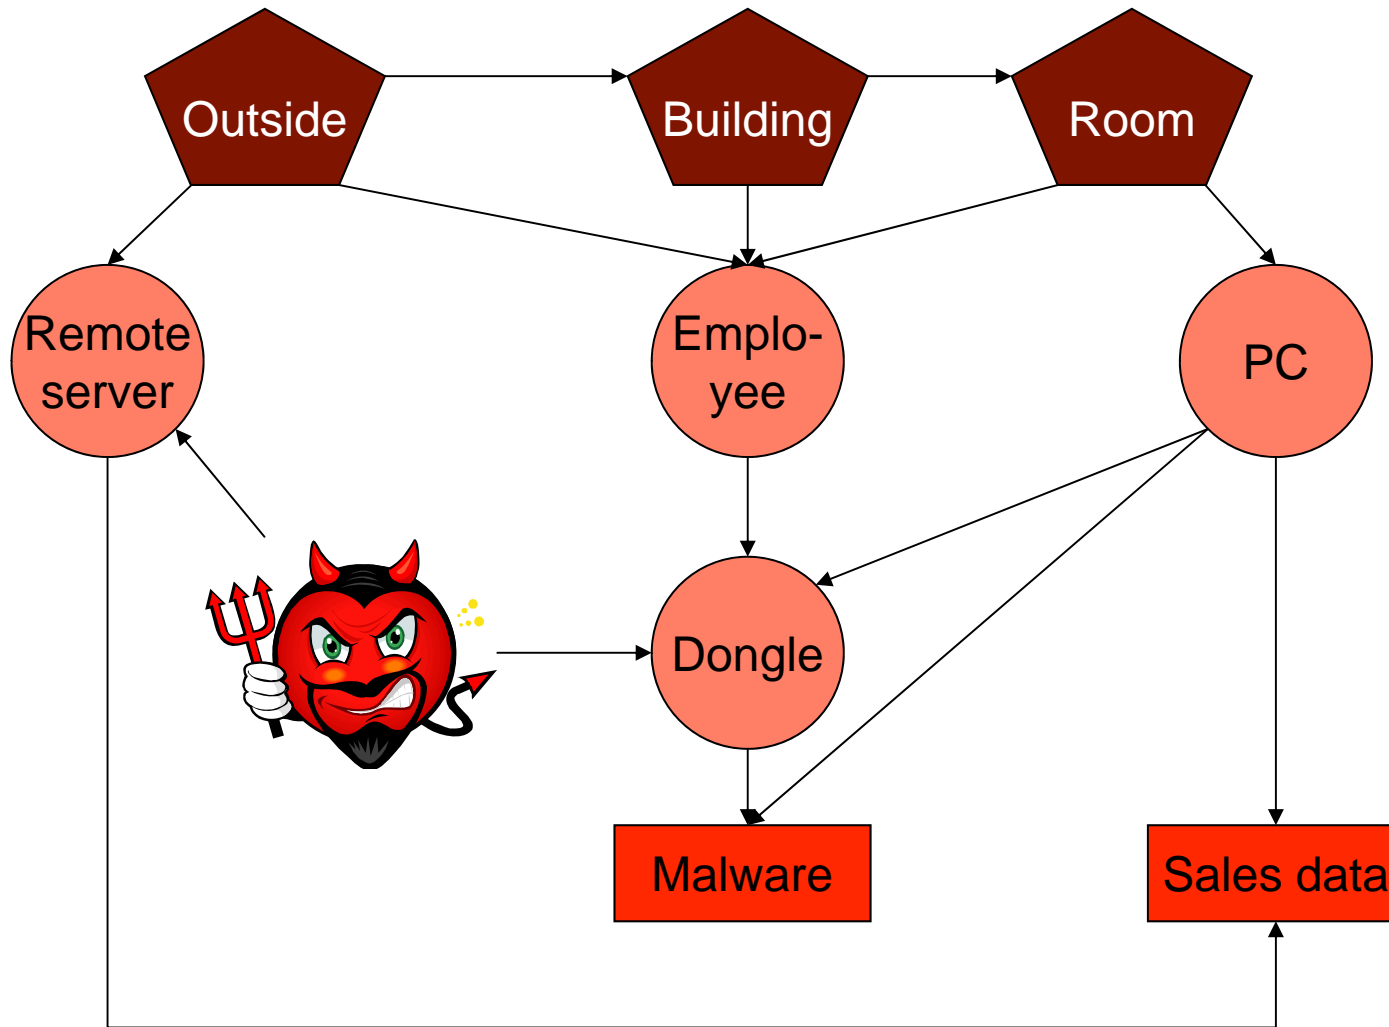 Outside
Building
Room
Remote
server
Emplo-
yee
PC
Dongle
Malware
Sales data